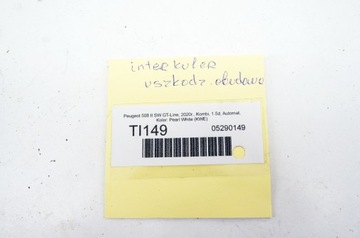 interkuler
uszkodz. obudowa
Peugeot 508 II SW GT-Line, 2020r., Kombi, 1.5d, Automat,
Kolor: Pearl White (KWE)
TI149 05290149